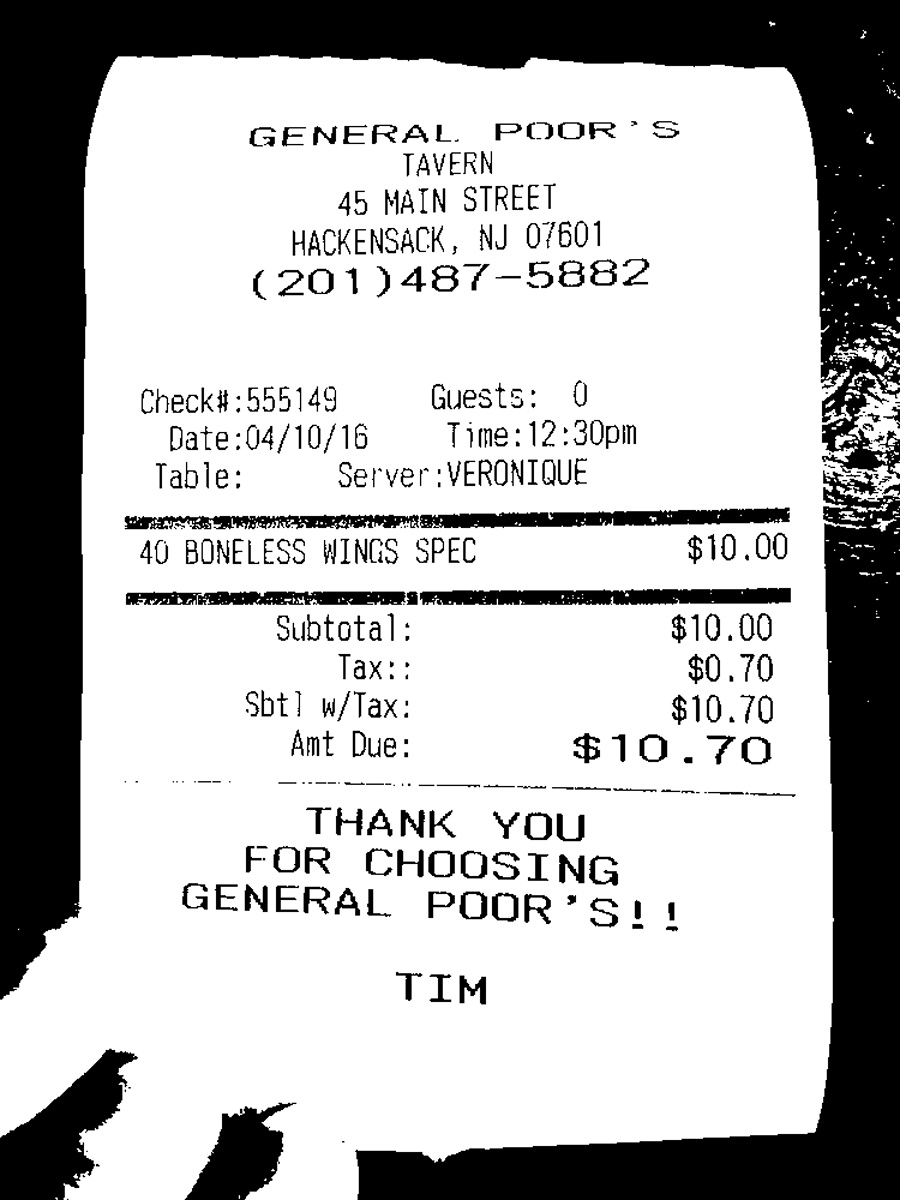 GENERAL POOR'S
TAVERN
45 MAIN STREET
HACKENSACK, NJ 07601
(201)487-5882
Check#:555149 Guests: 0
Date:04/10/16 Time:12:30pm
Table: Server:VERONIQUE
40 BONELESS WINGS SPEC $10.00
Subtotal: $10.00
Tax:: $0.70
Sbtl w/Tax: $10.70
Amt Due: $10.70
THANK YOU
FOR CHOOSING
GENERAL POOR'S!!
TIM